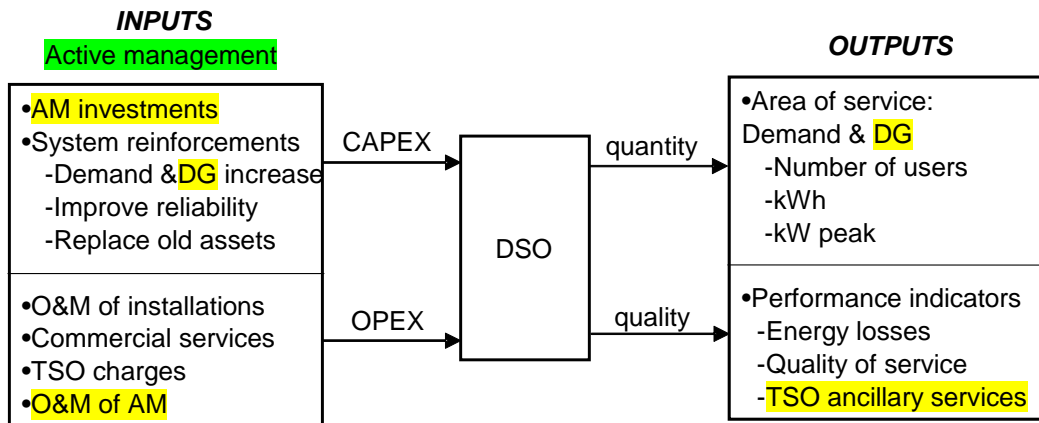 INPUTS
Active management
•AM investments
•System reinforcements
-Demand &DG increase
-Improve reliability
-Replace old assets
•O&M of installations
•Commercial services
•TSO charges
•O&M of AM
CAPEX
OPEX
DSO
quantity
quality
OUTPUTS
•Area of service:
Demand & DG
-Number of users
-kWh
-kW peak
•Performance indicators
-Energy losses
-Quality of service
-TSO ancillary services